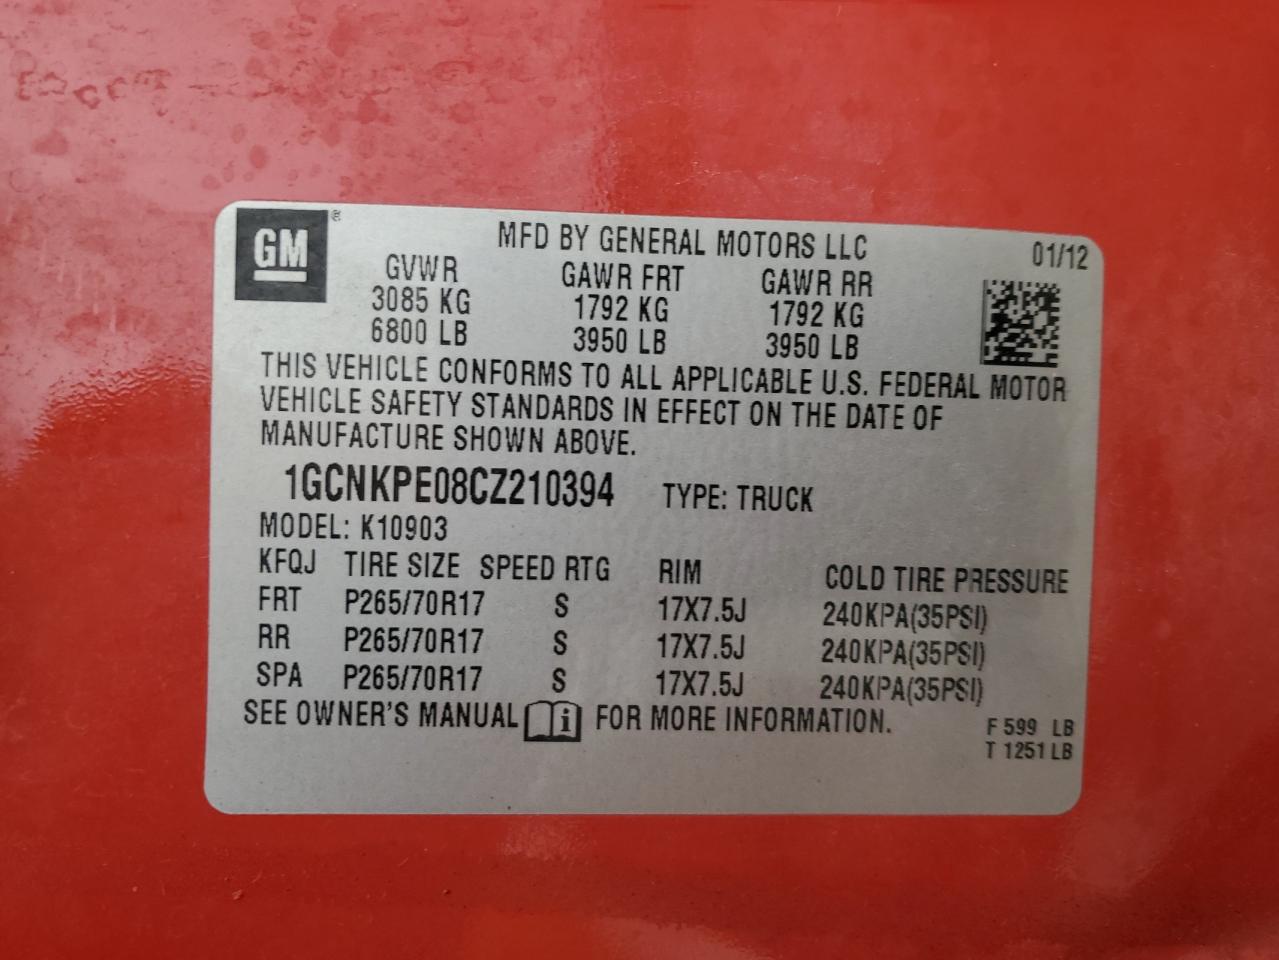 GM ®
MFD BY GENERAL MOTORS LLC 01/12
GVWR GAWR FRT GAWR RR
3085 KG 1792 KG 1792 KG
6800 LB 3950 LB 3950 LB
THIS VEHICLE CONFORMS TO ALL APPLICABLE U.S. FEDERAL MOTOR
VEHICLE SAFETY STANDARDS IN EFFECT ON THE DATE OF
MANUFACTURE SHOWN ABOVE.
1GCNKPE08CZ210394 TYPE: TRUCK
MODEL: K10903
KFQJ TIRE SIZE SPEED RTG RIM COLD TIRE PRESSURE
FRT P265/70R17 S 17X7.5J 240KPA(35PSI)
RR P265/70R17 S 17X7.5J 240KPA(35PSI)
SPA P265/70R17 S 17X7.5J 240KPA(35PSI)
SEE OWNER'S MANUAL i FOR MORE INFORMATION.
F 599 LB
T 1251 LB